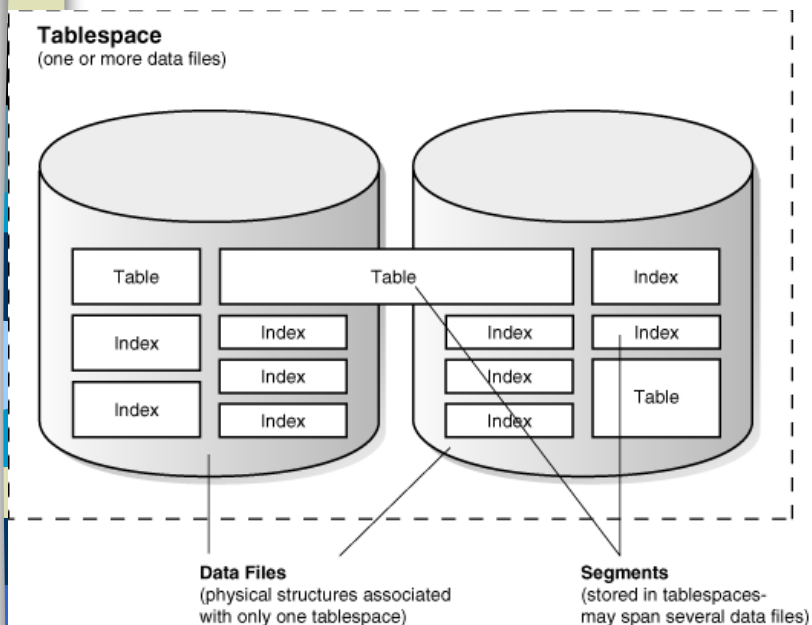 Tablespace
(one or more data files)
Table
Table
Index
Index
Index
Index
Index
Index
Index
Index
Index
Index
Table
Index
Data Files
(physical structures associated
with only one tablespace)
Segments
(stored in tablespaces-
may span several data files)